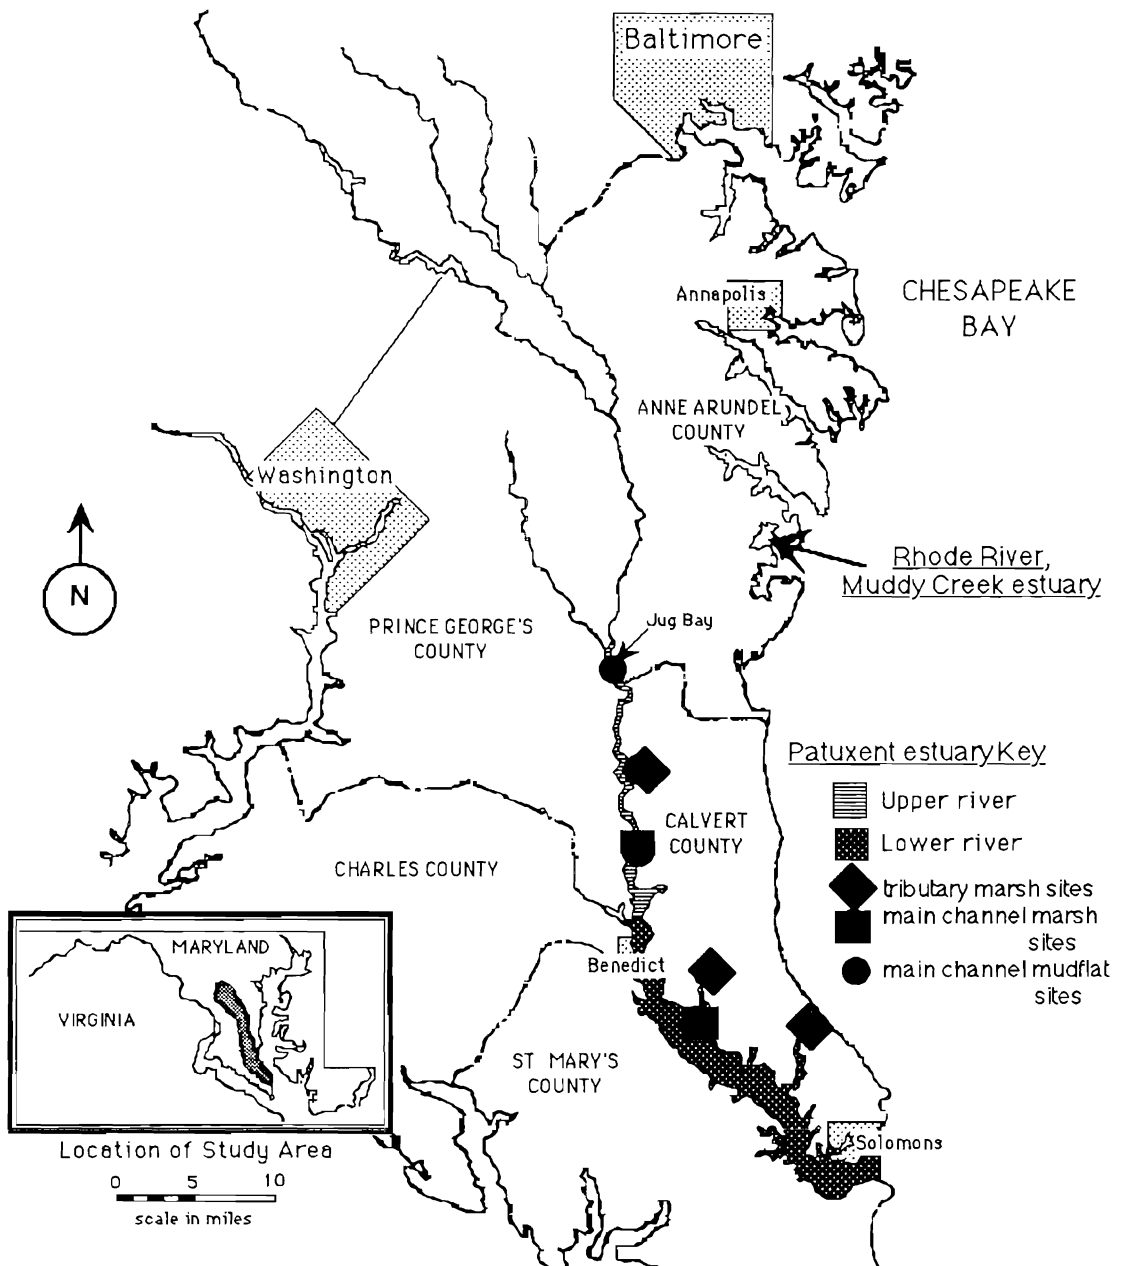 Baltimore
CHESAPEAKE
BAY
Annapolis
ANNE ARUNDEL
COUNTY
Washington
N
Rhode River,
Muddy Creek estuary
PRINCE GEORGE'S
COUNTY
Jug Bay
Patuxent estuary Key
Upper river
Lower river
tributary marsh sites
main channel marsh
sites
main channel mudflat
sites
CALVERT
COUNTY
CHARLES COUNTY
Benedict
MARYLAND
VIRGINIA
ST MARY'S
COUNTY
Solomons
Location of Study Area
0 5 10
scale in miles